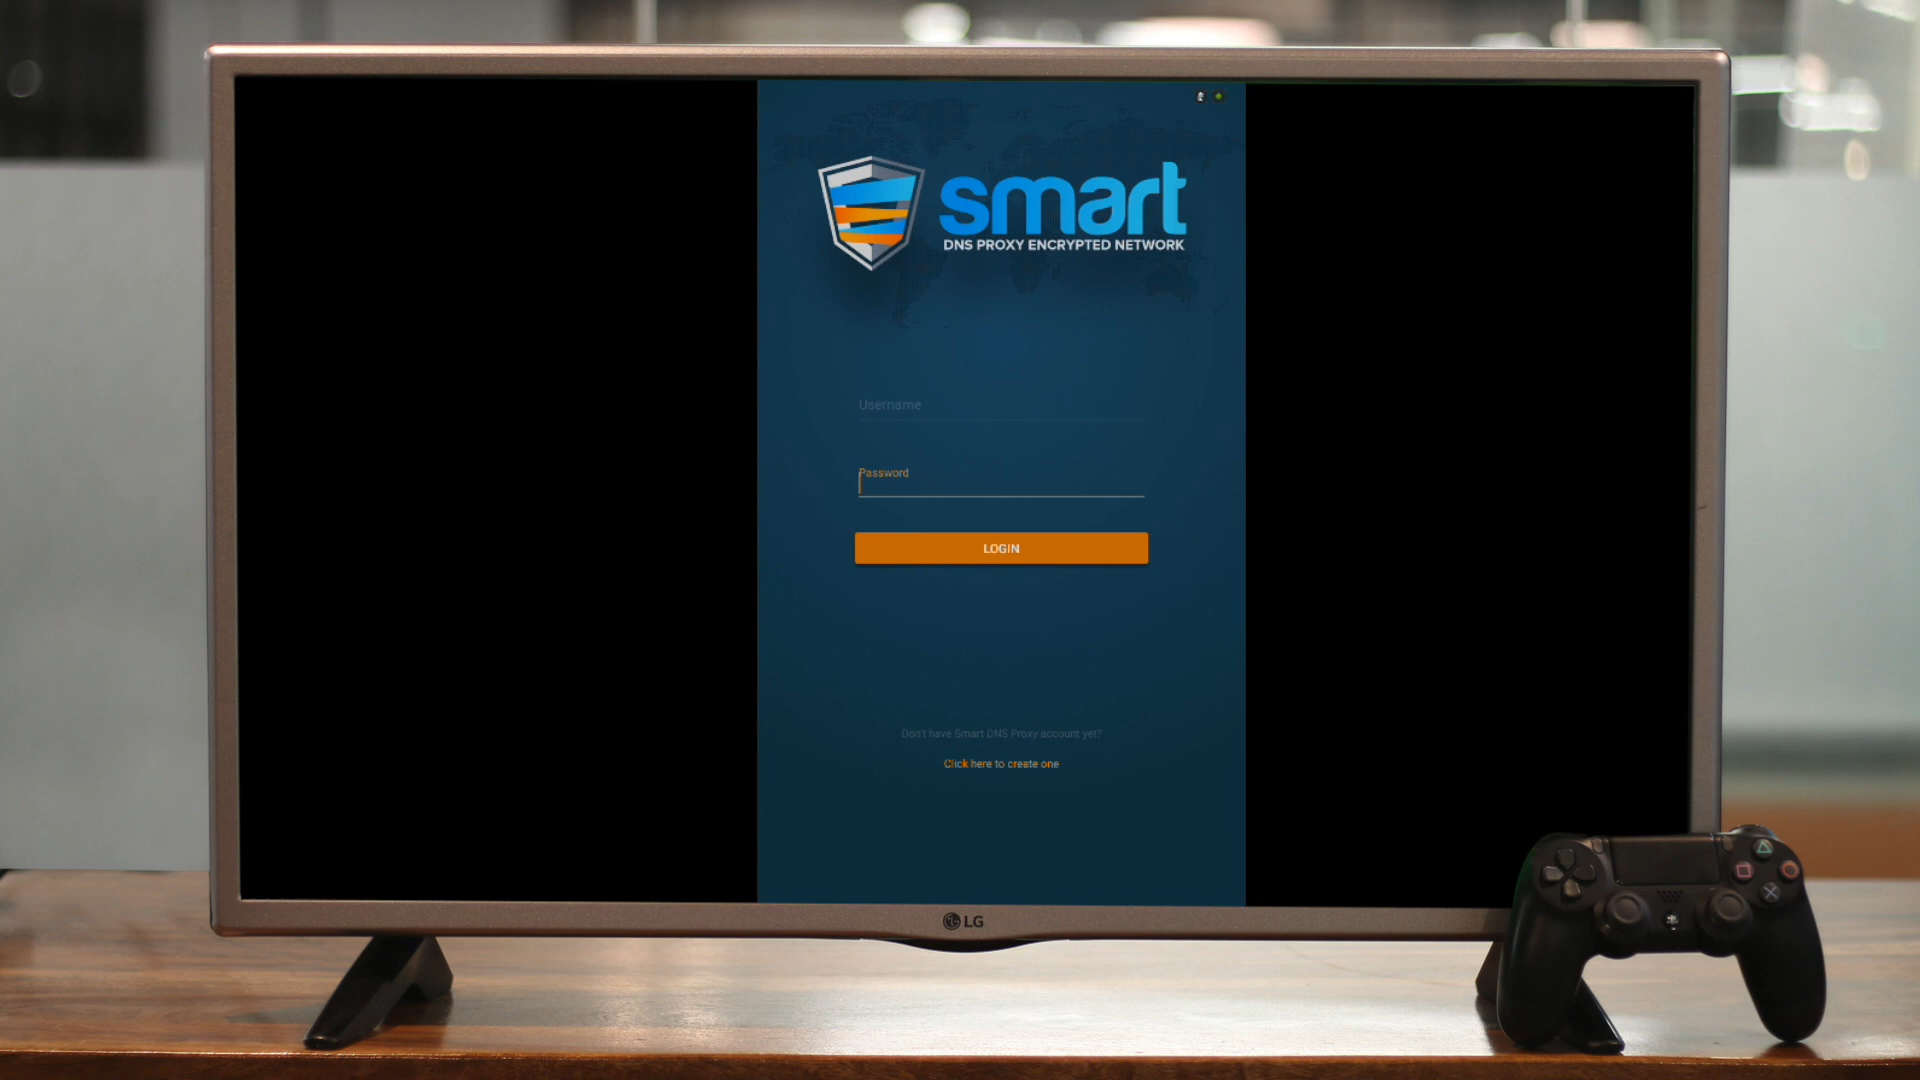 smart
DNS PROXY ENCRYPTED NETWORK
Username
Password
LOGIN
Don't have Smart DNS Proxy account yet?
Click here to create one
LG